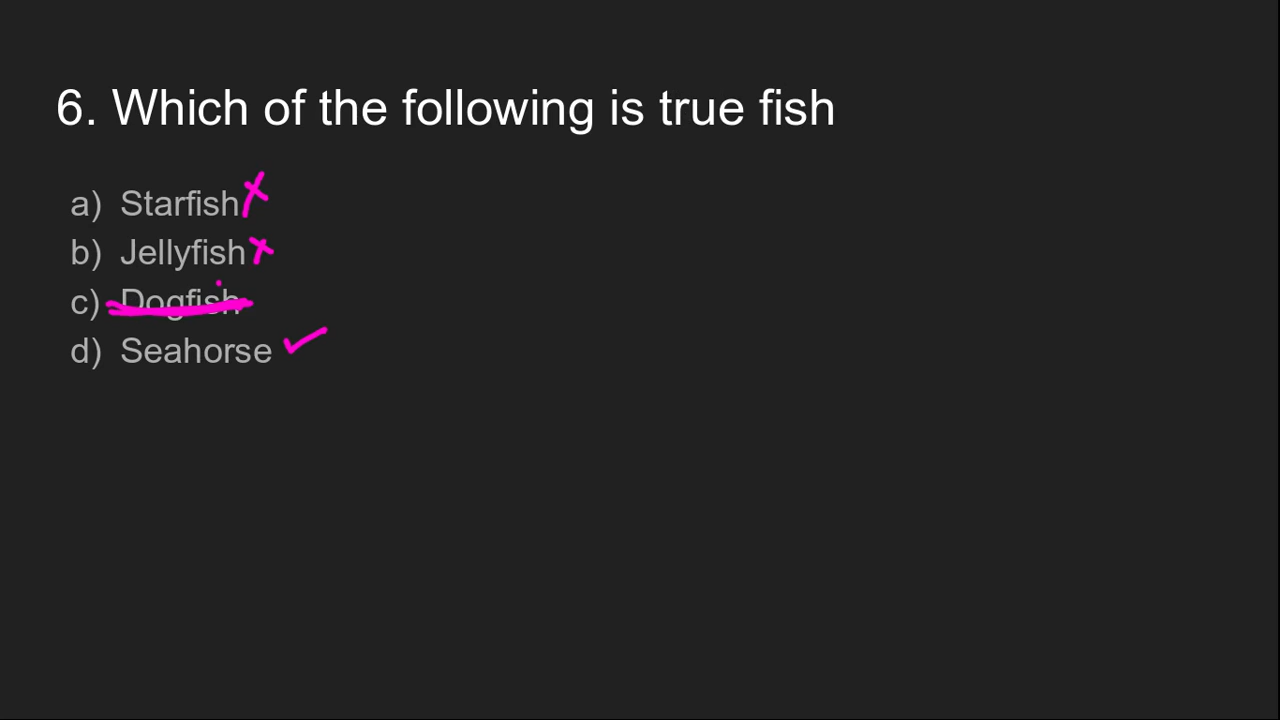 6. Which of the following is true fish
a) Starfish
b) Jellyfish
c) Dogfish
d) Seahorse